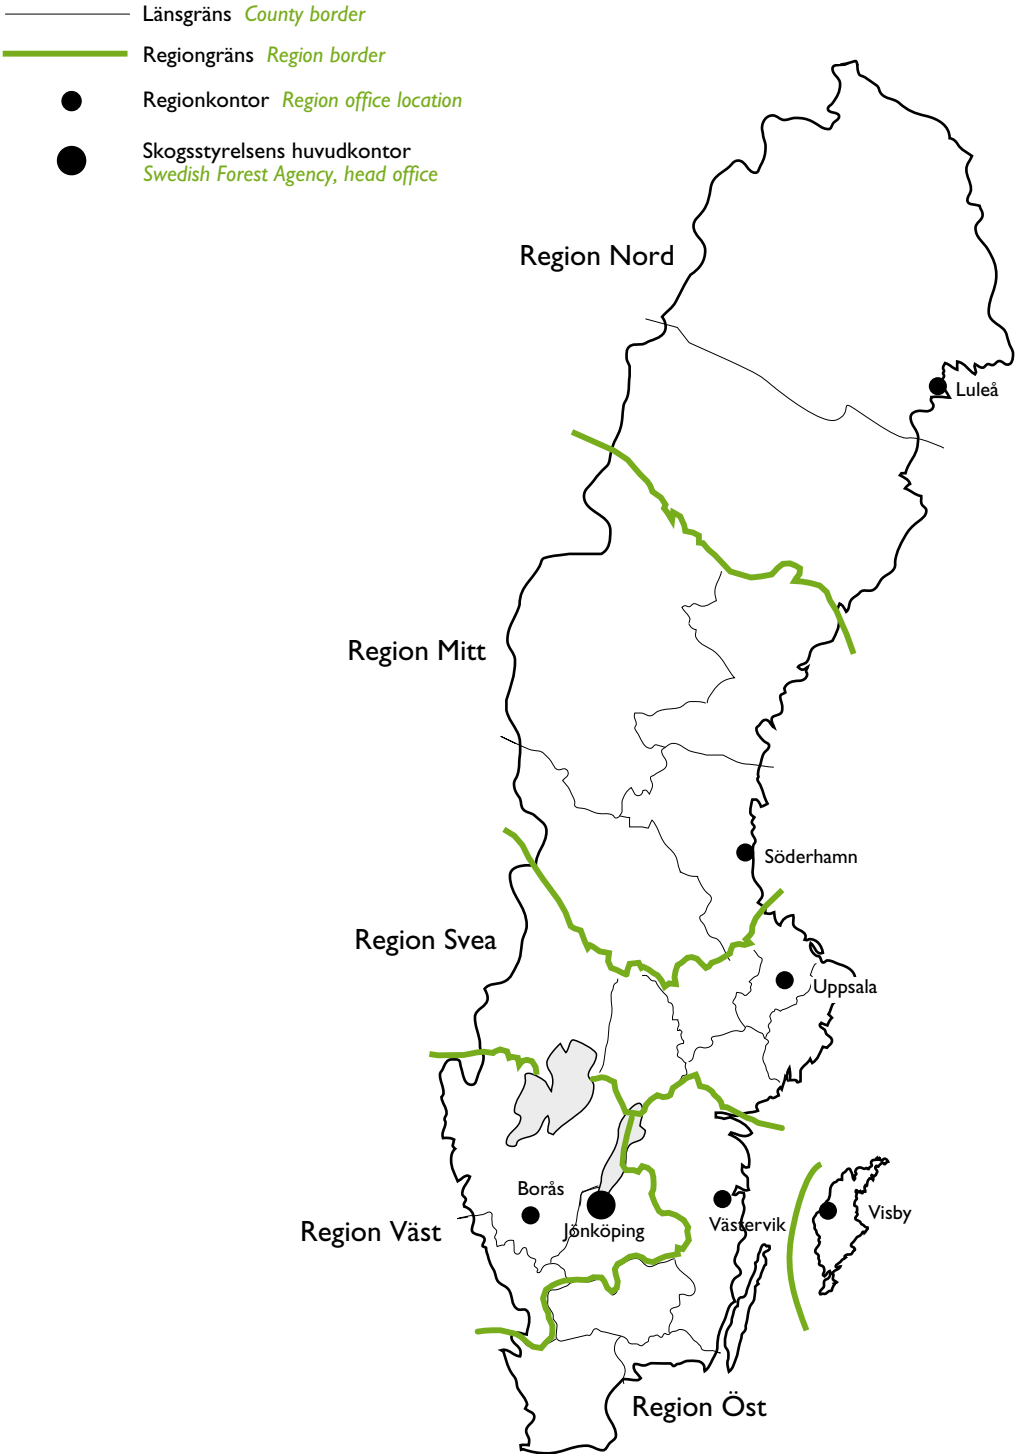 Länsgräns County border
Regiongräns Region border
Regionkontor Region office location
Skogsstyrelsens huvudkontor
Swedish Forest Agency, head office
Region Nord
Luleå
Region Mitt
Söderhamn
Region Svea
Uppsala
Borås
Visby
Västervik
Region Väst
Jönköping
Region Öst